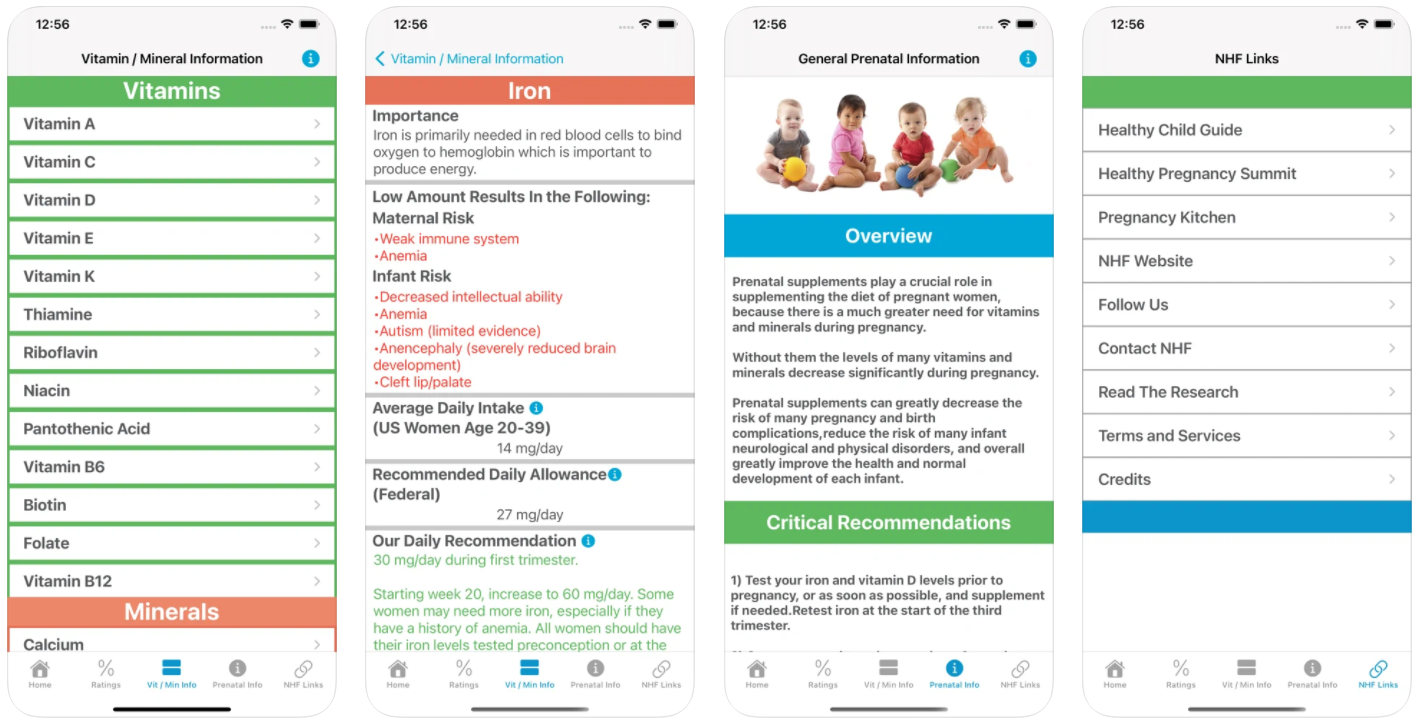 12:56
Vitamin / Mineral Information
Vitamins
Vitamin A
Vitamin C
Vitamin D
Vitamin E
Vitamin K
Thiamine
Riboflavin
Niacin
Pantothenic Acid
Vitamin B6
Biotin
Folate
Vitamin B12
Minerals
Calcium
Home
Ratings
Vit / Min Info
Prenatal Info
NHF Links
12:56
Vitamin / Mineral Information
Iron
Importance
Iron is primarily needed in red blood cells to bind
oxygen to hemoglobin which is important to
produce energy.
Low Amount Results In the Following:
Maternal Risk
•Weak immune system
•Anemia
Infant Risk
•Decreased intellectual ability
•Anemia
•Autism (limited evidence)
•Anencephaly (severely reduced brain
development)
•Cleft lip/palate
Average Daily Intake
(US Women Age 20-39)
14 mg/day
Recommended Daily Allowance
(Federal)
27 mg/day
Our Daily Recommendation
30 mg/day during first trimester.
Starting week 20, increase to 60 mg/day. Some
women may need more iron, especially if they
have a history of anemia. All women should have
their iron levels tested preconception or at the
Home
Ratings
Vit / Min Info
Prenatal Info
NHF Links
12:56
General Prenatal Information
Overview
Prenatal supplements play a crucial role in
supplementing the diet of pregnant women,
because there is a much greater need for vitamins
and minerals during pregnancy.
Without them the levels of many vitamins and
minerals decrease significantly during pregnancy.
Prenatal supplements can greatly decrease the
risk of many pregnancy and birth
complications,reduce the risk of many infant
neurological and physical disorders, and overall
greatly improve the health and normal
development of each infant.
Critical Recommendations
1) Test your iron and vitamin D levels prior to
pregnancy, or as soon as possible, and supplement
if needed.Retest iron at the start of the third
trimester.
Home
Ratings
Vit / Min Info
Prenatal Info
NHF Links
12:56
NHF Links
Healthy Child Guide
Healthy Pregnancy Summit
Pregnancy Kitchen
NHF Website
Follow Us
Contact NHF
Read The Research
Terms and Services
Credits
Home
Ratings
Vit / Min Info
Prenatal Info
NHF Links